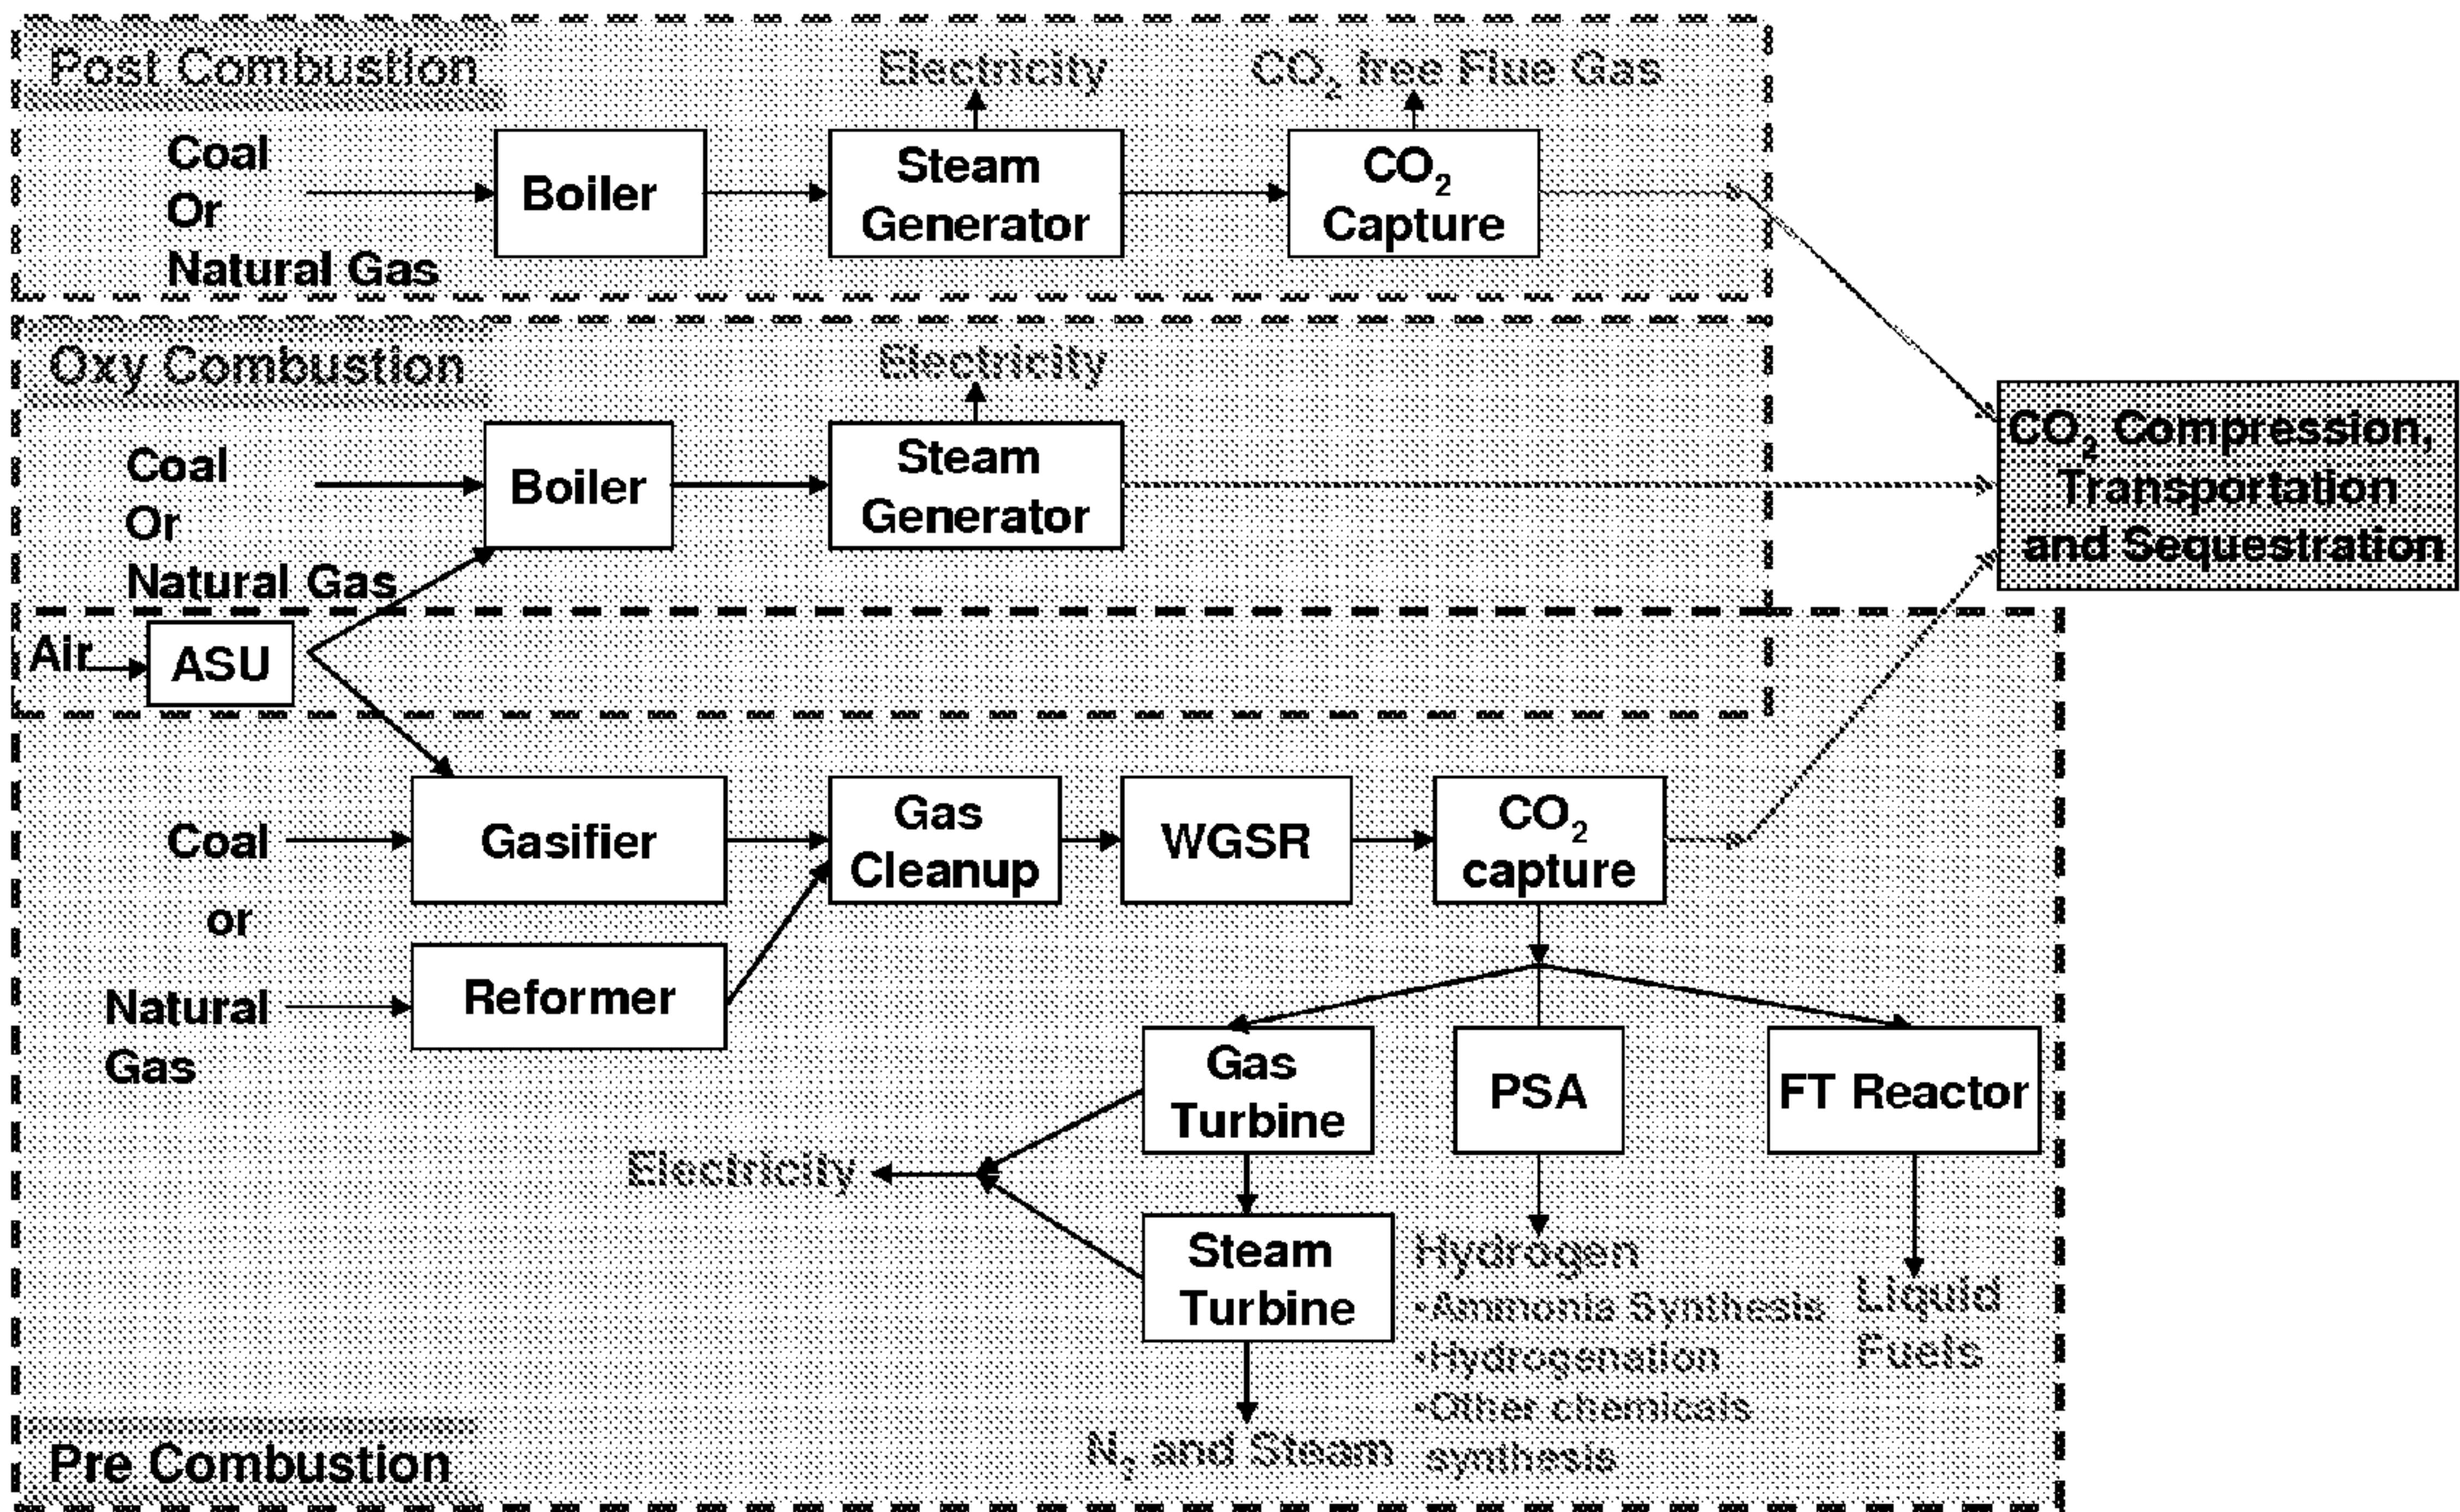 Post Combustion
Electricity
CO₂ free Flue Gas
Coal
Or
Natural Gas
Boiler
Steam
Generator
CO₂
Capture
Oxy Combustion
Electricity
Coal
Or
Natural Gas
Boiler
Steam
Generator
CO₂ Compression,
Transportation
and Sequestration
Air
ASU
Coal
or
Natural
Gas
Gasifier
Reformer
Gas
Cleanup
WGSR
CO₂
capture
Gas
Turbine
PSA
FT Reactor
Electricity
Steam
Turbine
Hydrogen
•Ammonia Synthesis
•Hydrogenation
•Other chemicals
synthesis
Liquid
Fuels
N₂ and Steam
Pre Combustion